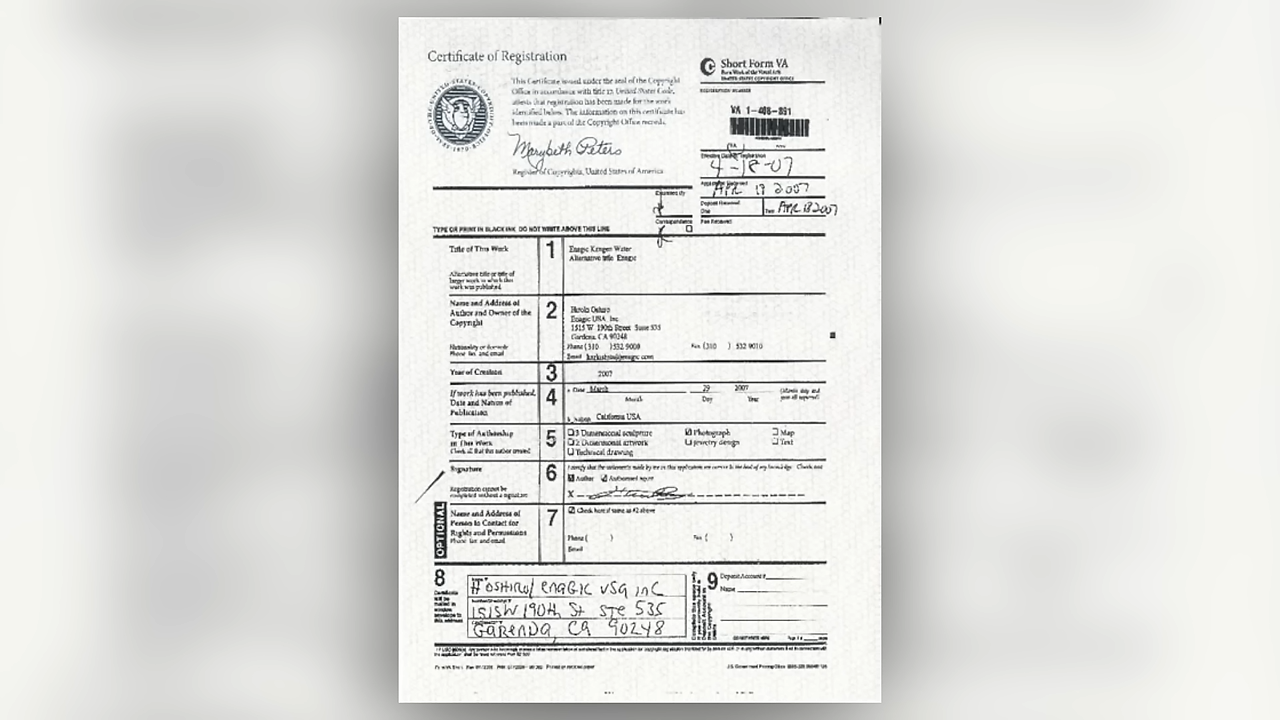 Certificate of Registration
This Certificate issued under the seal of the Copyright
Office in accordance with title 17, United States Code,
attests that registration has been made for the work
identified below. The information on this certificate has
been made a part of the Copyright Office records.
Marybeth Peters
Register of Copyrights, United States of America
Short Form VA
For a Work of the Visual Arts
UNITED STATES COPYRIGHT OFFICE
REGISTRATION NUMBER
VA 1-408-891
Effective Date of Registration
4-18-07
Application Received
APR 17 2007
Deposit Received
One
Two APR 18 2007
Fee Received
Examined By
Correspondence
TYPE OR PRINT IN BLACK INK. DO NOT WRITE ABOVE THIS LINE
Title of This Work
1
Enagic Kangen Water
Alternative title Enagic
Alternative title or title of
larger work in which this
work was published
Name and Address of
Author and Owner of the
Copyright
2
Enagic USA Inc.
1515 W 190th Street Suite 535
Gardena, CA 90248
Nationality or domicile
Phone fax and email
Phone (310 ) 532 9000
Fax (310 ) 532 9010
Email
Year of Creation
3
2007
If work has been published,
Date and Nation of
Publication
4
a. Date March 29 2007
Month Day Year
(Month day and
year all required)
b. Nation California USA
Type of Authorship
in This Work
Check all that this author created
5
3 Dimensional sculpture
Photograph
Map
2 Dimensional artwork
Jewelry design
Text
Technical drawing
Signature
6
I certify that the statements made by me in this application are correct to the best of my knowledge. Check one
Author Authorized agent
Registration cannot be
completed without a signature
X
OPTIONAL
Name and Address of
Person to Contact for
Rights and Permissions
Phone fax and email
7
Check here if same as #2 above
Phone ( )
Fax ( )
Email
8
Certificate
will be
mailed in
window
envelope to
this address
HOSHIRO/ ENAGIC USA INC
1515 W 190th St STE 535
GARENDA, CA 90248
9
Deposit Account #
Name